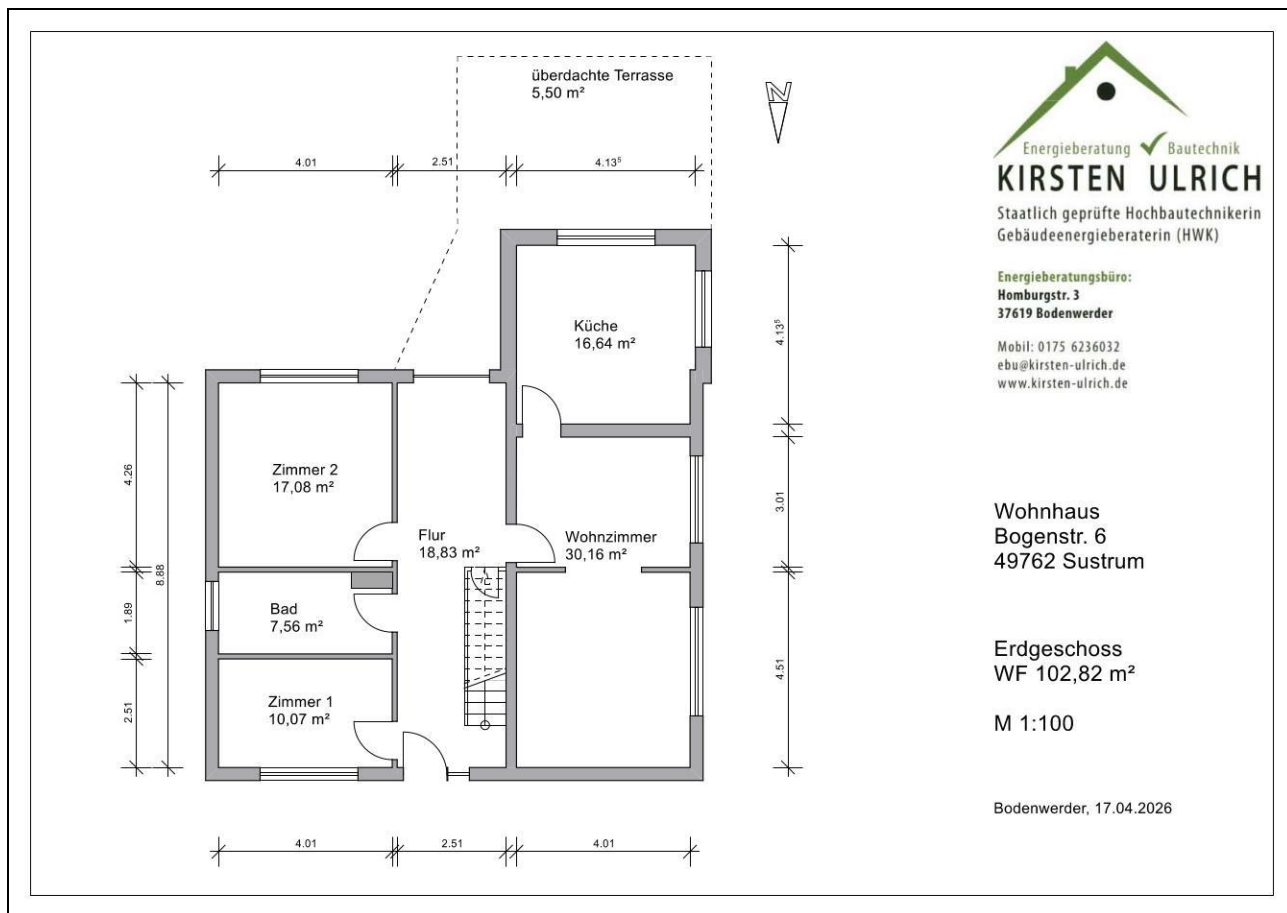 überdachte Terrasse
5,50 m²
N
4.01
2.51
4.13⁵
Küche
16,64 m²
4.13⁵
Zimmer 2
17,08 m²
4.26
8.88
Flur
18,83 m²
Wohnzimmer
30,16 m²
3.01
Bad
7,56 m²
1.89
Zimmer 1
10,07 m²
2.51
4.51
4.01
2.51
4.01
Energieberatung Bautechnik
KIRSTEN ULRICH
Staatlich geprüfte Hochbautechnikerin
Gebäudeenergieberaterin (HWK)
Energieberatungsbüro:
Homburgstr. 3
37619 Bodenwerder
Mobil: 0175 6236032
ebu@kirsten-ulrich.de
www.kirsten-ulrich.de
Wohnhaus
Bogenstr. 6
49762 Sustrum
Erdgeschoss
WF 102,82 m²
M 1:100
Bodenwerder, 17.04.2026